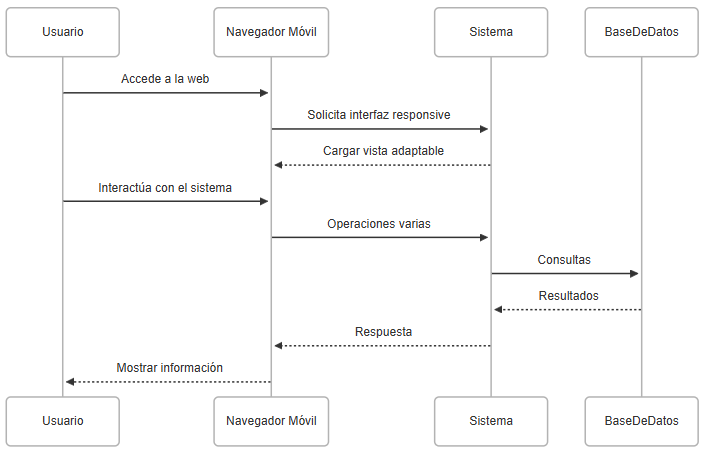 Usuario
Navegador Móvil
Sistema
BaseDeDatos
Accede a la web
Solicita interfaz responsive
Cargar vista adaptable
Interactúa con el sistema
Operaciones varias
Consultas
Resultados
Respuesta
Mostrar información
Usuario
Navegador Móvil
Sistema
BaseDeDatos